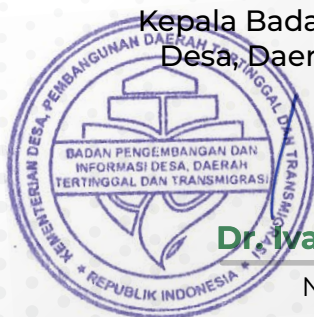 Kepala Bada
Desa, Daer
KEMENTERIAN DESA, PEMBANGUNAN DAERAH TERTINGGAL DAN TRANSMIGRASI
BADAN PENGEMBANGAN DAN
INFORMASI DESA, DAERAH
TERTINGGAL DAN TRANSMIGRASI
* REPUBLIK INDONESIA *
Dr. Iva
N